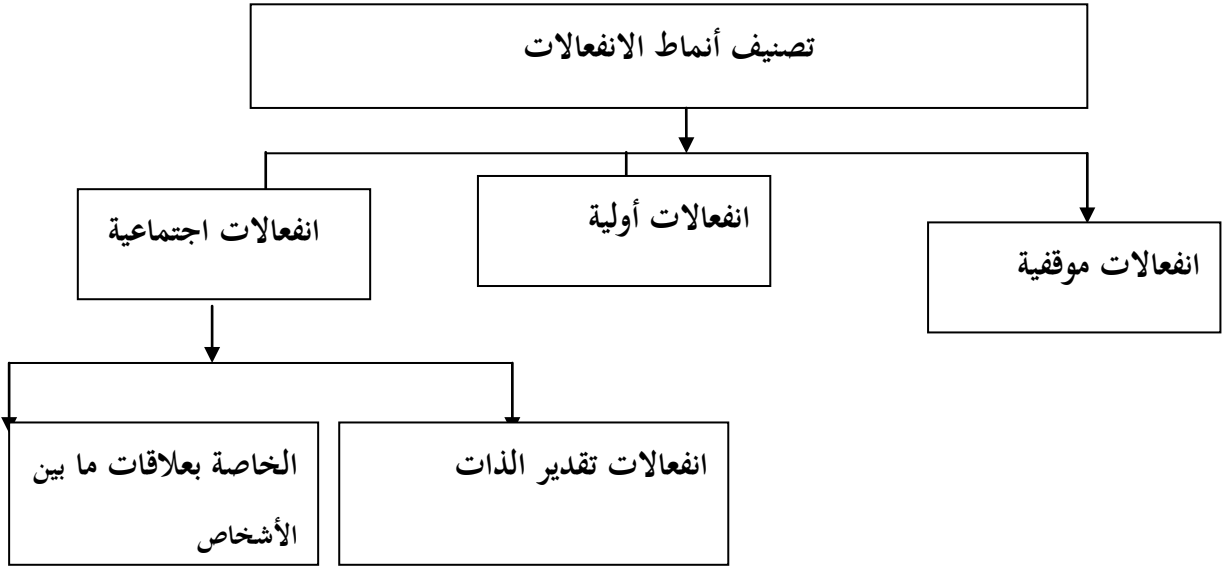 تصنيف أنماط الانفعالات
انفعالات موقفية
انفعالات أولية
انفعالات اجتماعية
انفعالات تقدير الذات
الخاصة بعلاقات ما بين
الأشخاص